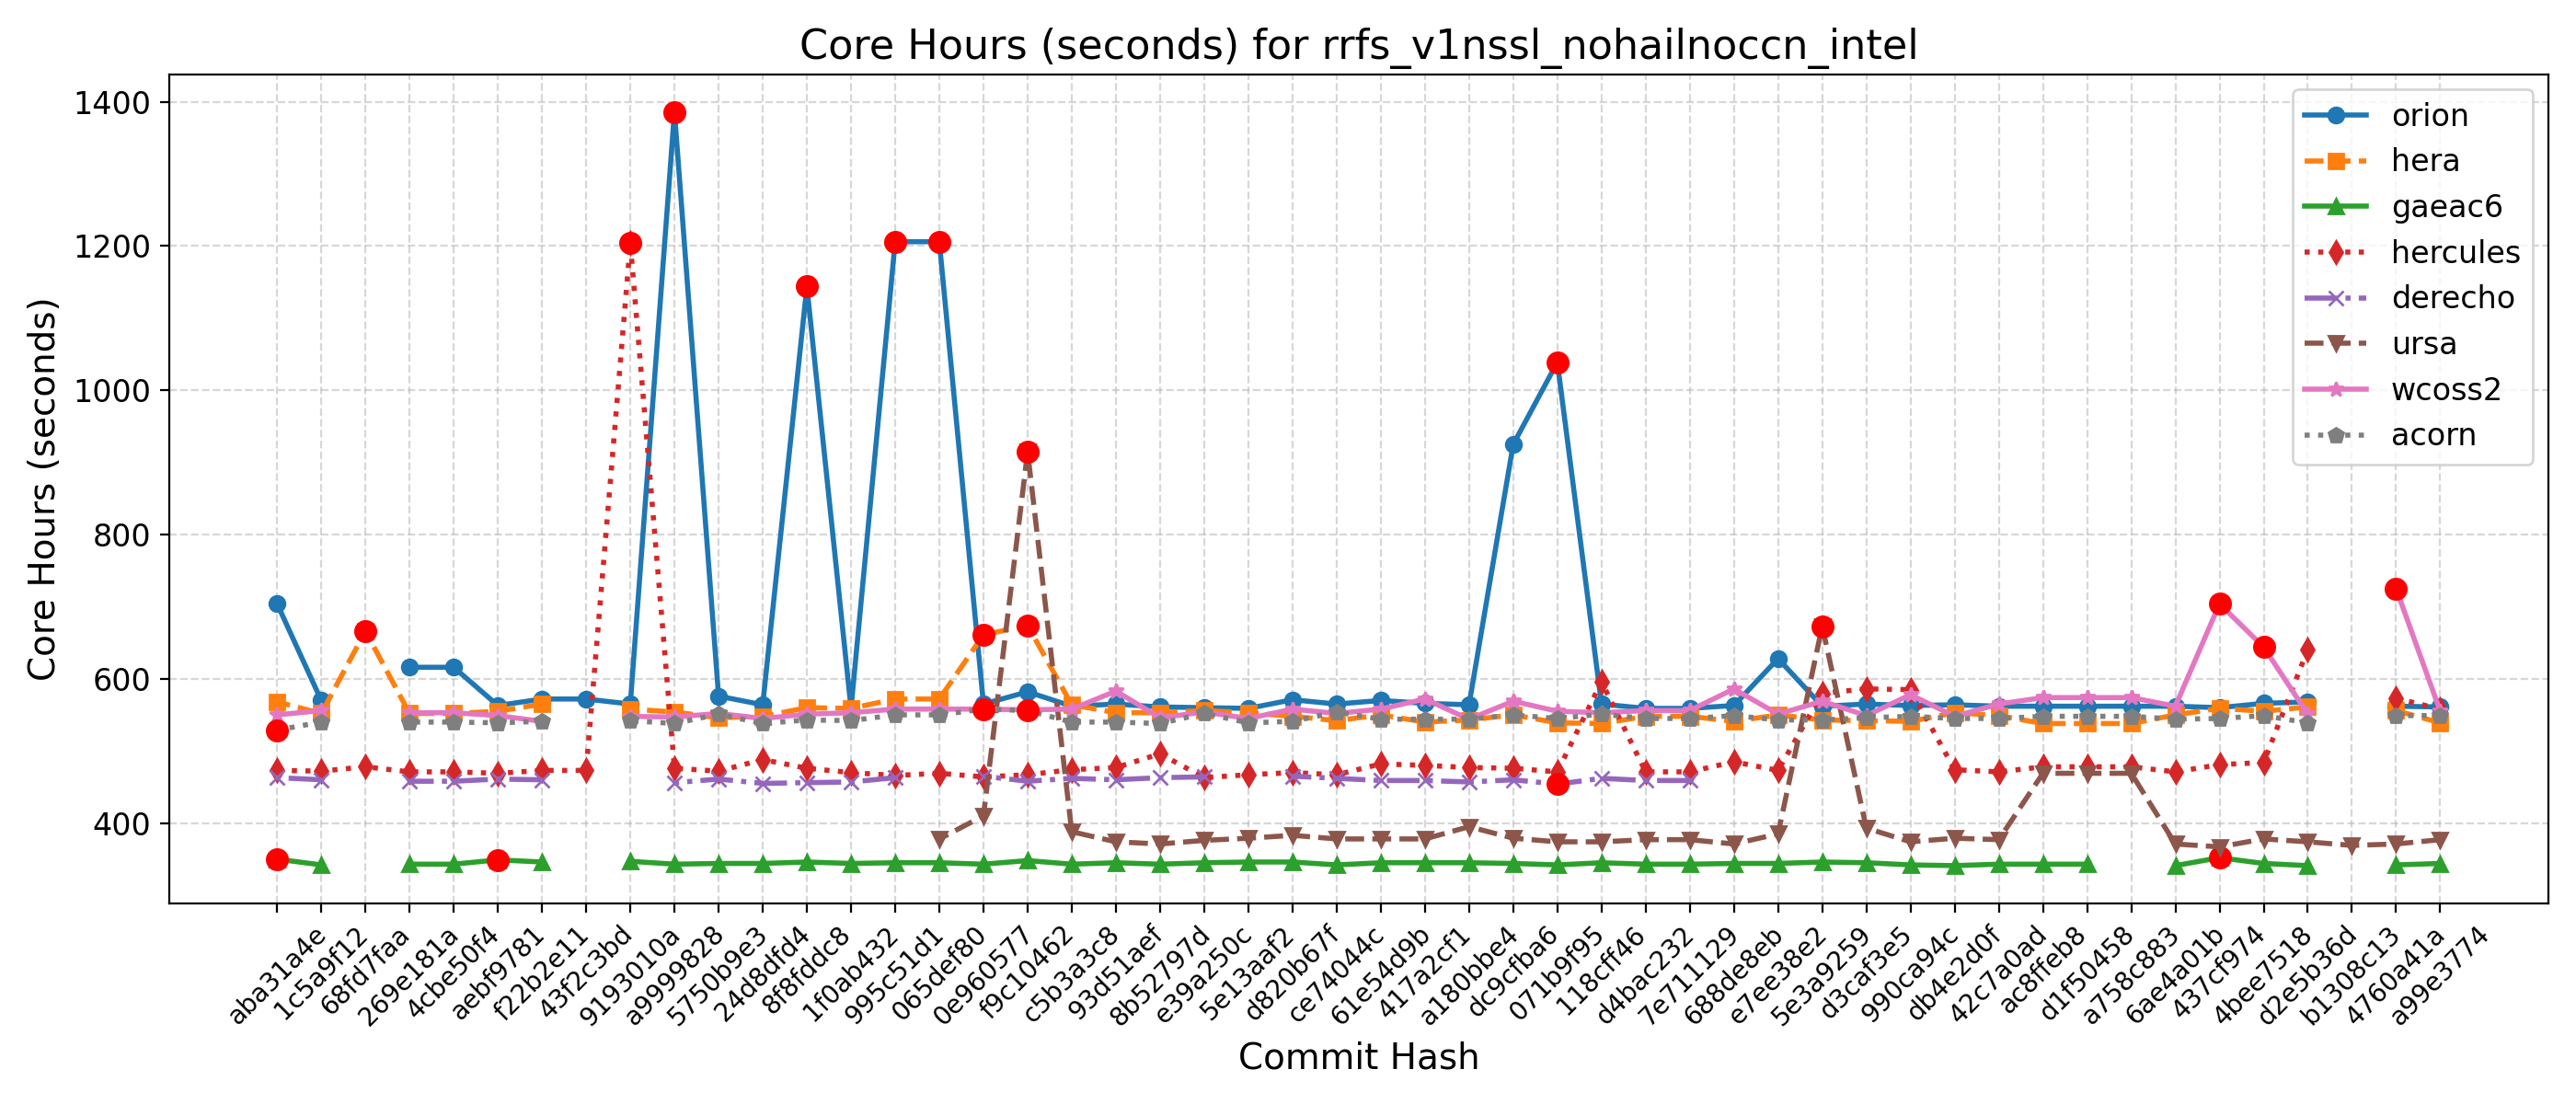 Core Hours (seconds) for rrfs_v1nssl_nohailnoccn_intel
Core Hours (seconds)
1400
1200
1000
800
600
400
orion
hera
gaeac6
hercules
derecho
ursa
wcoss2
acorn
aba31a4e
1c5a9f12
68fd7faa
269e181a
4cbe50f4
aebf9781
f22b2e11
43f2c3bd
9193010a
a9999828
5750b9e3
24d8dfd4
8f8fddc8
1f0ab432
995c51d1
065def80
0e960577
f9c10462
c5b3a3c8
93d51aef
8b52797d
e39a250c
5e13aaf2
d820b67f
ce74044c
61e54d9b
417a2cf1
a180bbe4
dc9cfba6
071b9f95
118cff46
d4bac232
7e711129
688de8eb
e7ee38e2
5e3a9259
d3caf3e5
990ca94c
db4e2d0f
42c7a0ad
ac8ffeb8
d1f50458
a758c883
6ae4a01b
437cf974
4bee7518
d2e5b36d
b1308c13
4760a41a
a99e3774
Commit Hash